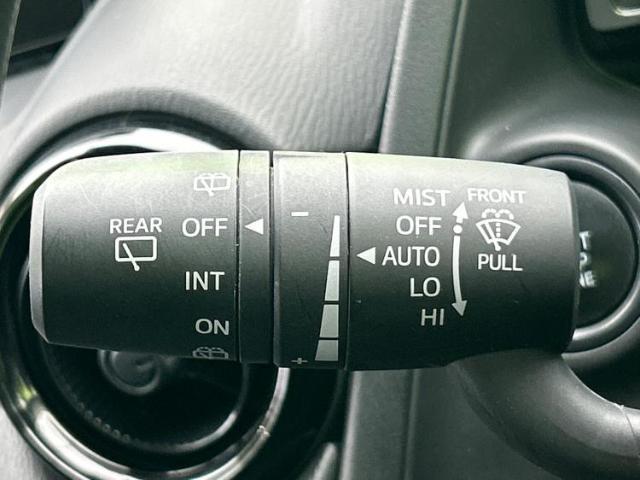 REAR
OFF
INT
ON
−
+
MIST
OFF
AUTO
LO
HI
FRONT
PULL